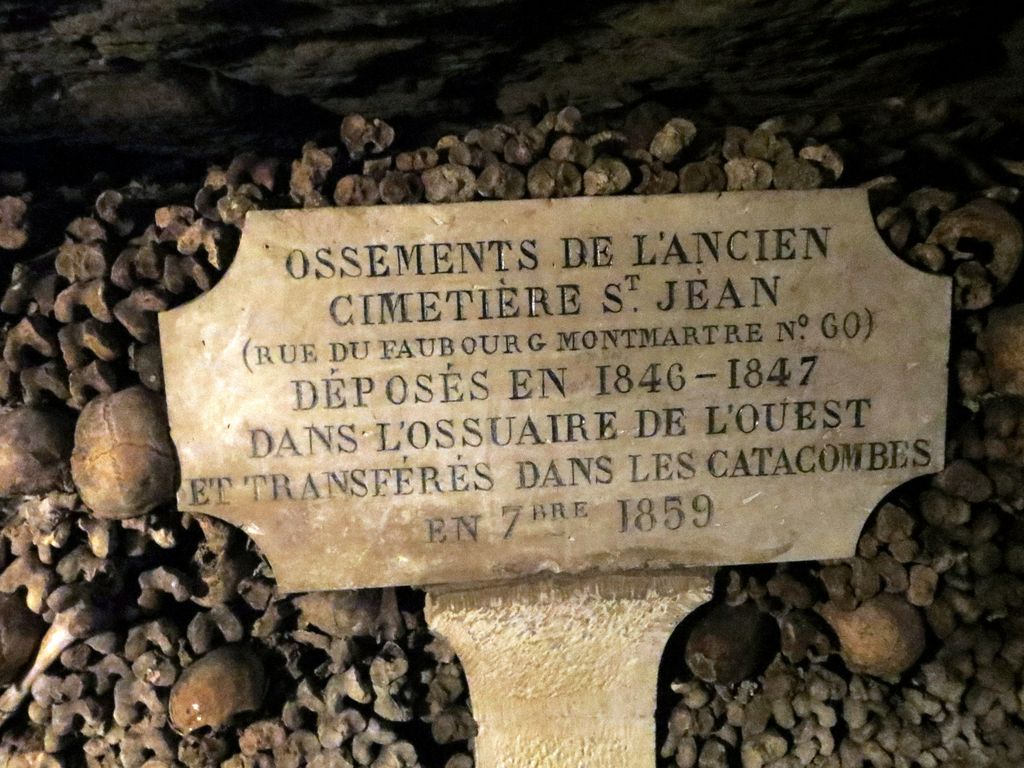 OSSEMENTS DE L'ANCIEN
CIMETIÈRE ST. JÈAN
(RUE DU FAUBOURG MONTMARTRE No. 60)
DÉPOSÉS EN 1846-1847
DANS L'OSSUAIRE DE L'OUEST
ET TRANSFÉRÉS DANS LES CATACOMBES
EN 7BRE 1859